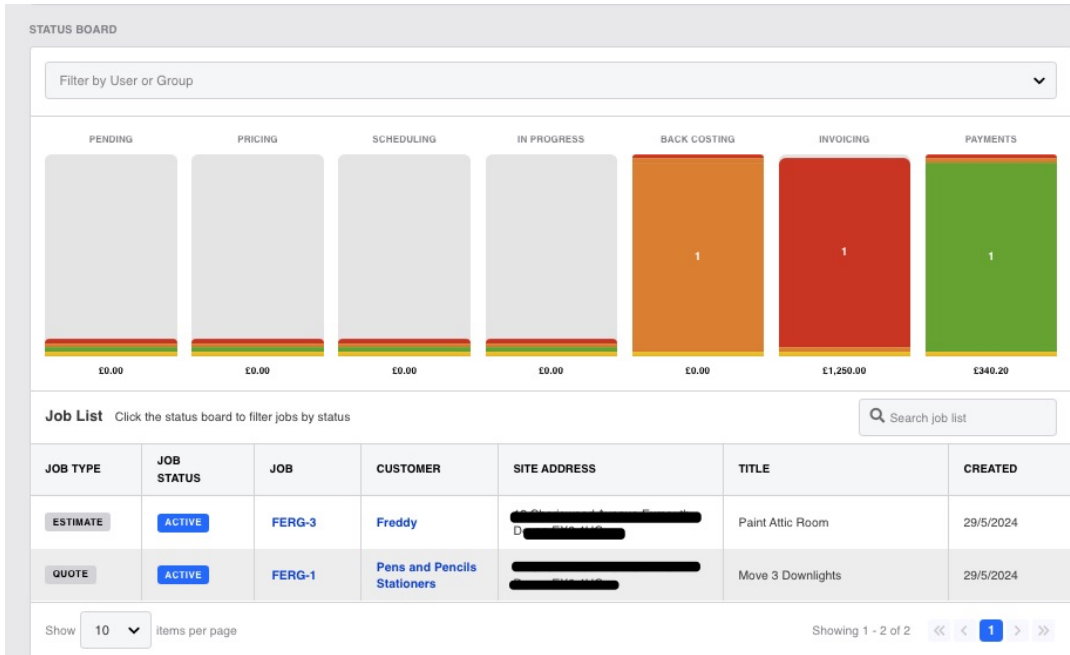 STATUS BOARD
Filter by User or Group
PENDING PRICING SCHEDULING IN PROGRESS BACK COSTING INVOICING PAYMENTS
1 1 1
£0.00 £0.00 £0.00 £0.00 £0.00 £1,250.00 £340.20
Job List Click the status board to filter jobs by status Search job list
JOB TYPE JOB STATUS JOB CUSTOMER SITE ADDRESS TITLE CREATED
ESTIMATE ACTIVE FERG-3 Freddy Paint Attic Room 29/5/2024
QUOTE ACTIVE FERG-1 Pens and Pencils Stationers Move 3 Downlights 29/5/2024
Show 10 items per page Showing 1 - 2 of 2 1